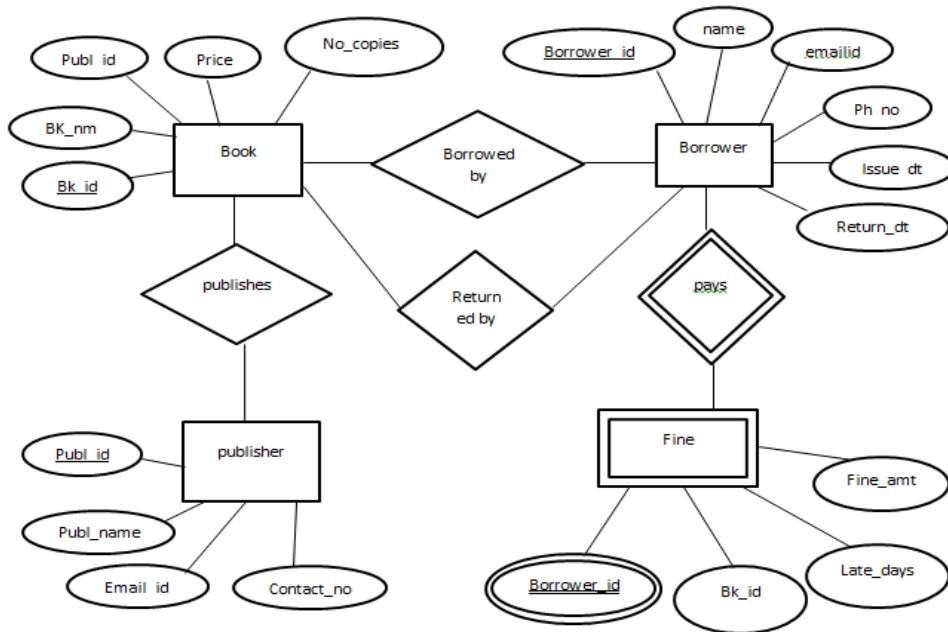 No_copies
name
Publ_id
Price
Borrower_id
emailid
BK_nm
Ph_no
Book
Borrowed
by
Borrower
Bk_id
Issue_dt
Return_dt
publishes
Return
ed by
pays
Publ_id
publisher
Fine
Fine_amt
Publ_name
Email_id
Contact_no
Borrower_id
Bk_id
Late_days